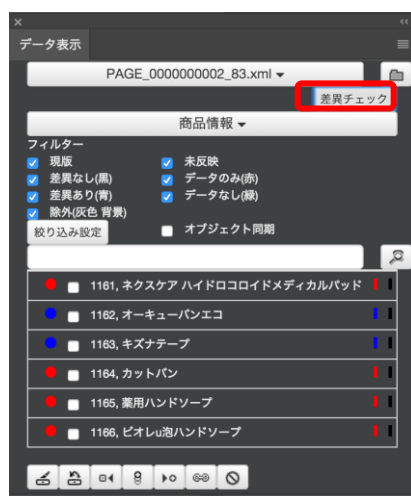 データ表示
PAGE_0000000002_83.xml
差異チェック
商品情報
フィルター
現版 未反映
差異なし(黒) データのみ(赤)
差異あり(青) データなし(緑)
除外(灰色 背景)
絞り込み設定 オブジェクト同期
1161, ネクスケア ハイドロコロイドメディカルパッド
1162, オーキューバンエコ
1163, キズナテープ
1164, カットバン
1165, 薬用ハンドソープ
1166, ビオレu泡ハンドソープ